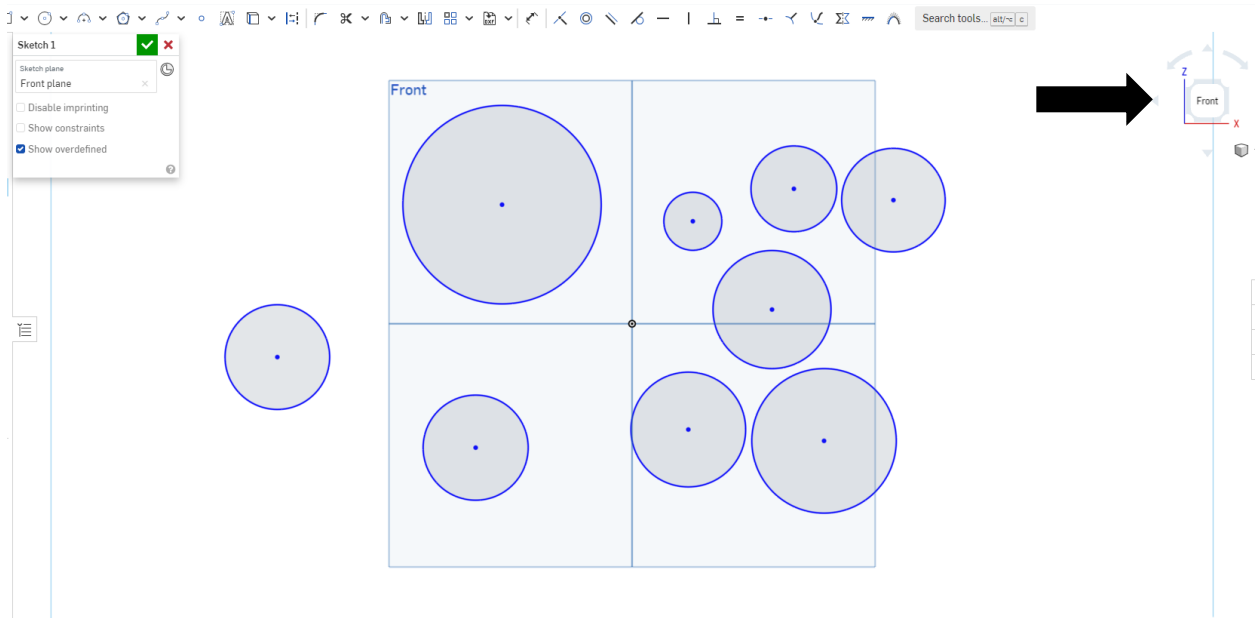 Search tools... alt/⌥ c
Sketch 1
Sketch plane
Front plane
Disable imprinting
Show constraints
Show overdefined
Front
Z
Front
X